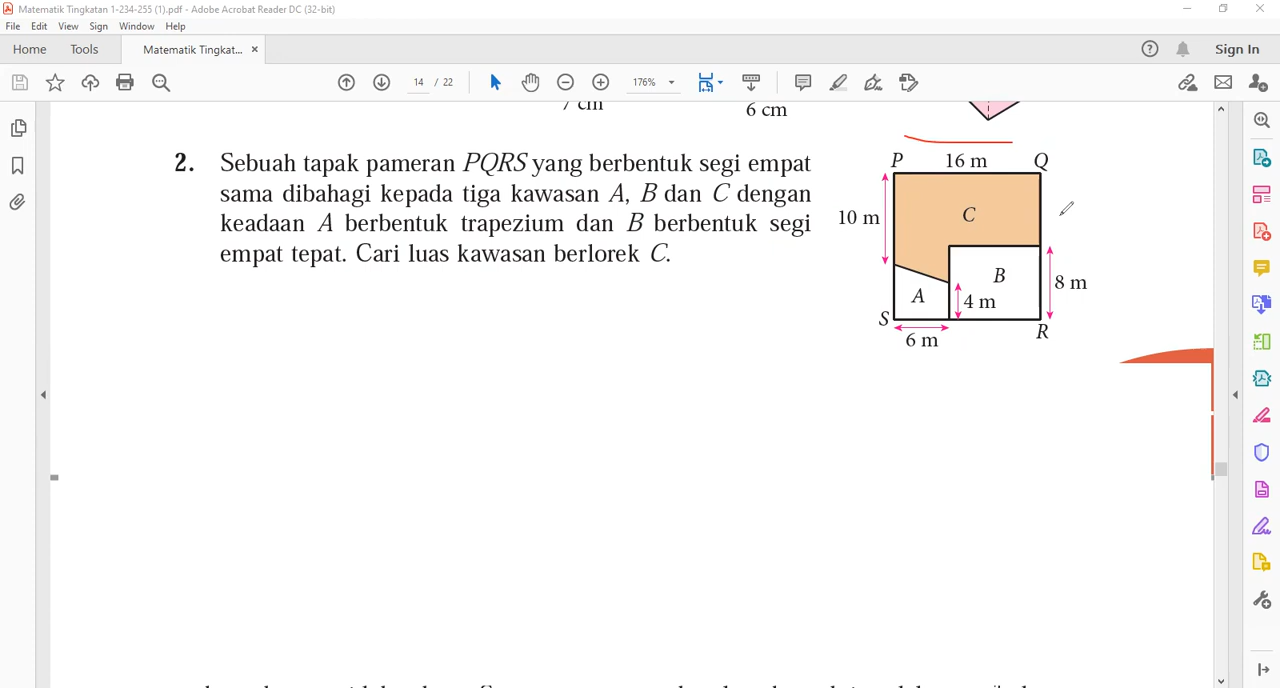 Matematik Tingkatan 1-234-255 (1).pdf - Adobe Acrobat Reader DC (32-bit)
File Edit View Sign Window Help
Home Tools Matematik Tingkat... × Sign In
14 / 22 176%
7 cm
6 cm
2. Sebuah tapak pameran PQRS yang berbentuk segi empat
sama dibahagi kepada tiga kawasan A, B dan C dengan
keadaan A berbentuk trapezium dan B berbentuk segi
empat tepat. Cari luas kawasan berlorek C.
P 16 m Q
10 m C
B
A 4 m 8 m
S R
6 m